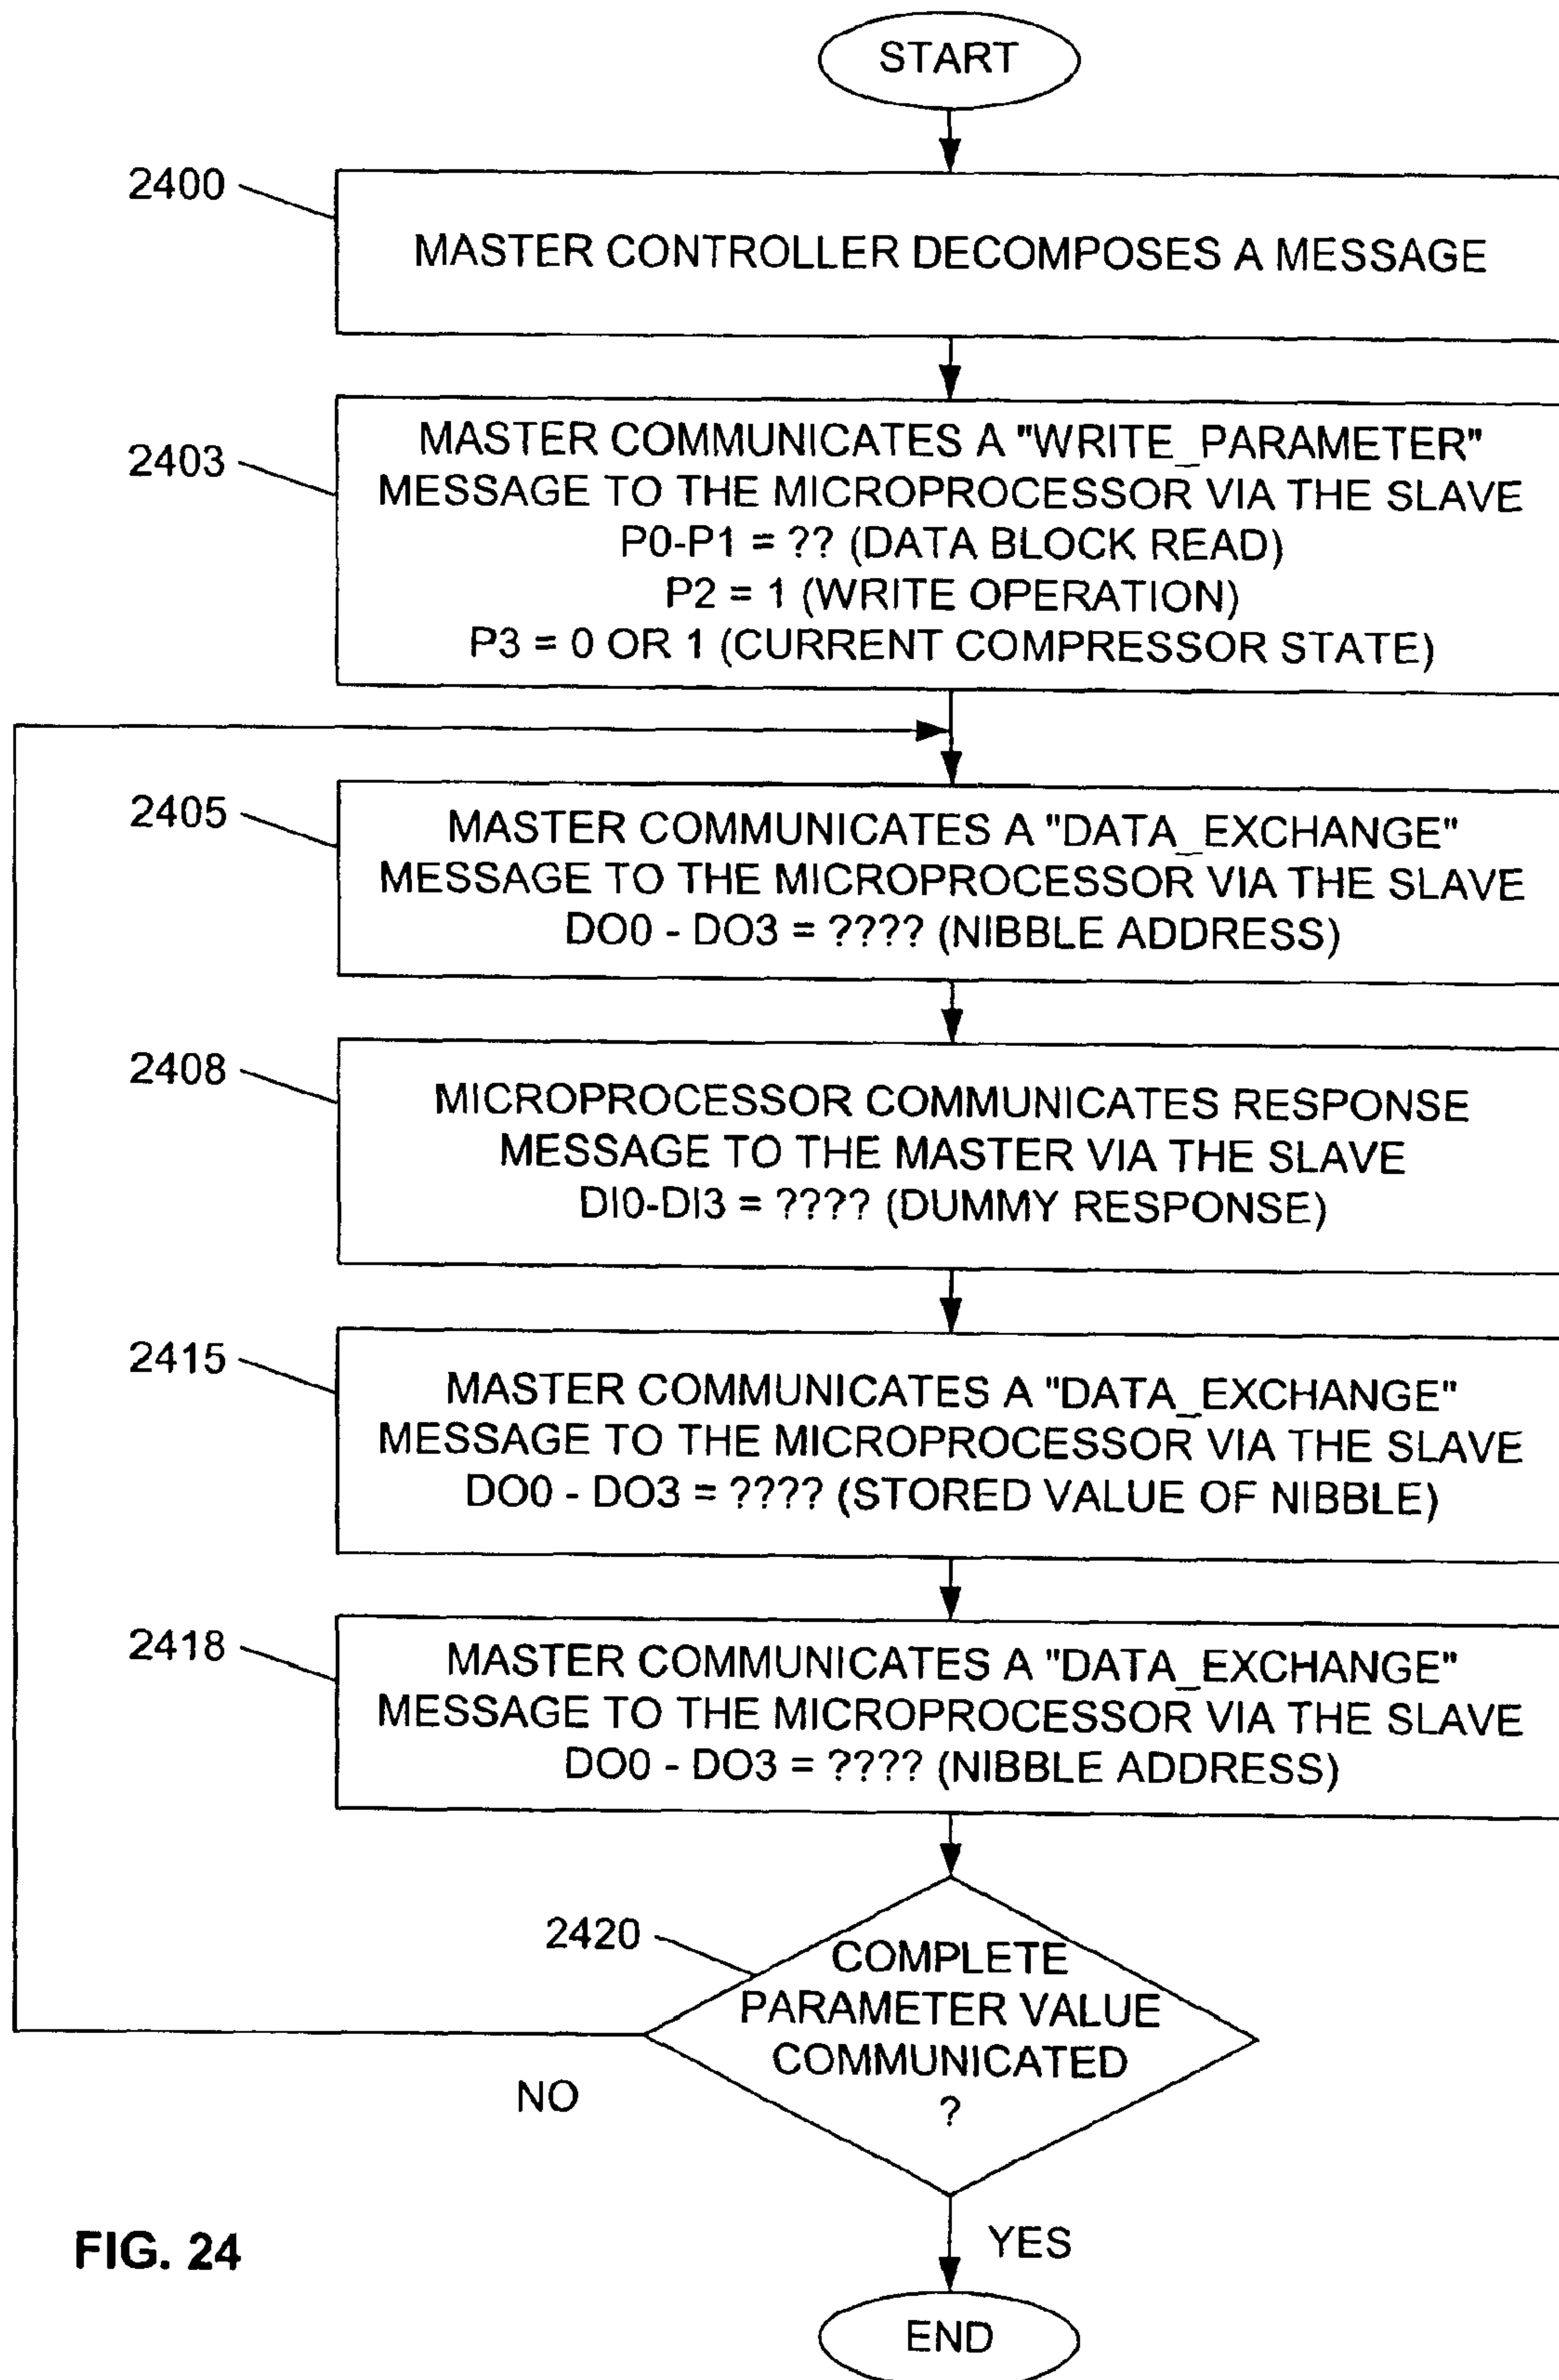 START
2400
MASTER CONTROLLER DECOMPOSES A MESSAGE
2403
MASTER COMMUNICATES A "WRITE_PARAMETER"
MESSAGE TO THE MICROPROCESSOR VIA THE SLAVE
P0-P1 = ?? (DATA BLOCK READ)
P2 = 1 (WRITE OPERATION)
P3 = 0 OR 1 (CURRENT COMPRESSOR STATE)
2405
MASTER COMMUNICATES A "DATA_EXCHANGE"
MESSAGE TO THE MICROPROCESSOR VIA THE SLAVE
DO0 - DO3 = ???? (NIBBLE ADDRESS)
2408
MICROPROCESSOR COMMUNICATES RESPONSE
MESSAGE TO THE MASTER VIA THE SLAVE
DI0-DI3 = ???? (DUMMY RESPONSE)
2415
MASTER COMMUNICATES A "DATA_EXCHANGE"
MESSAGE TO THE MICROPROCESSOR VIA THE SLAVE
DO0 - DO3 = ???? (STORED VALUE OF NIBBLE)
2418
MASTER COMMUNICATES A "DATA_EXCHANGE"
MESSAGE TO THE MICROPROCESSOR VIA THE SLAVE
DO0 - DO3 = ???? (NIBBLE ADDRESS)
2420
COMPLETE
PARAMETER VALUE
COMMUNICATED
?
NO
YES
FIG. 24
END